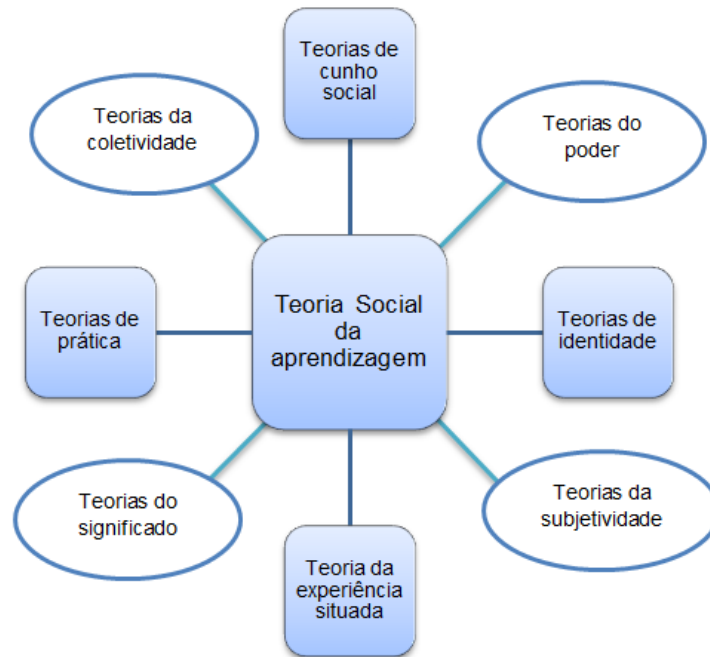 Teorias de
cunho
social
Teorias da
coletividade
Teorias do
poder
Teorias de
prática
Teoria Social
da
aprendizagem
Teorias de
identidade
Teorias do
significado
Teorias da
subjetividade
Teoria da
experiência
situada